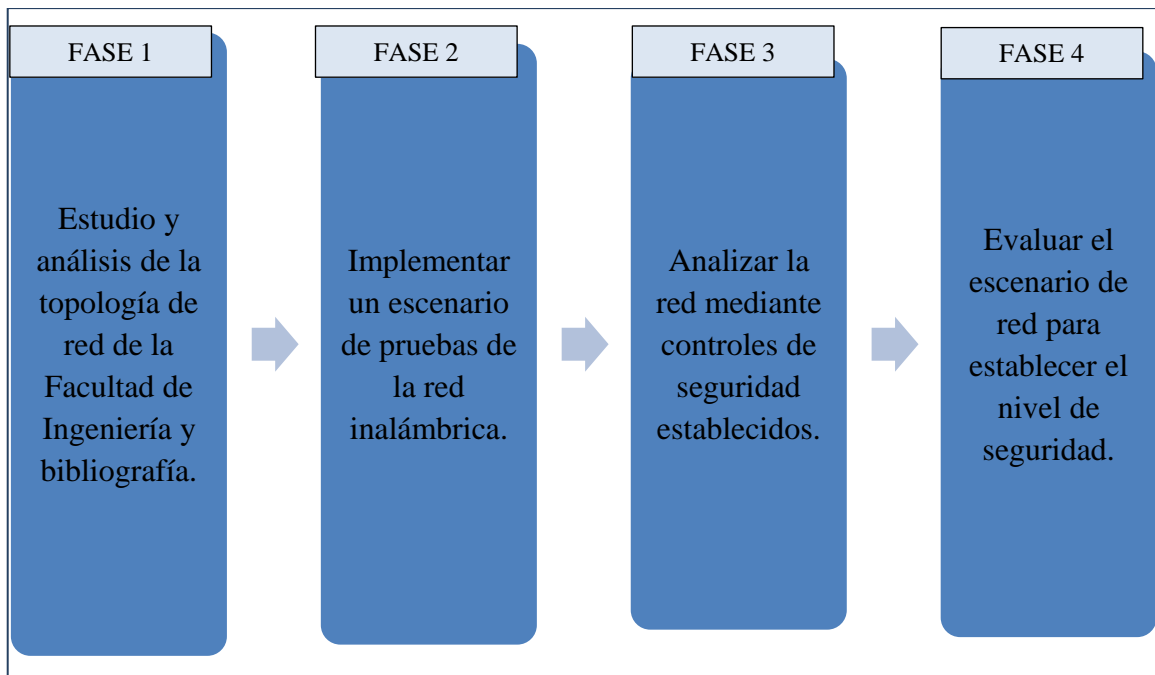 FASE 1
Estudio y
análisis de la
topología de
red de la
Facultad de
Ingeniería y
bibliografía.
FASE 2
Implementar
un escenario
de pruebas de
la red
inalámbrica.
FASE 3
Analizar la
red mediante
controles de
seguridad
establecidos.
FASE 4
Evaluar el
escenario de
red para
establecer el
nivel de
seguridad.